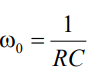 ω₀ = 1/RC